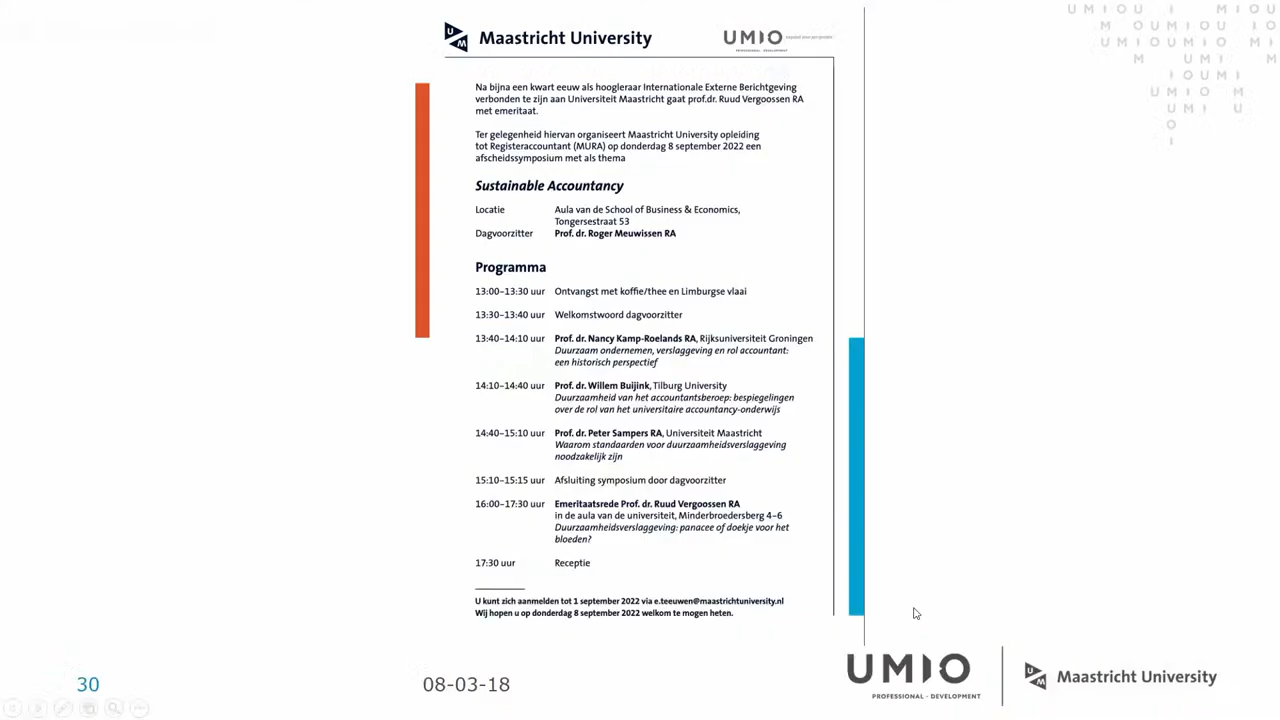 Maastricht University
UMIO
PROFESSIONAL · DEVELOPMENT
Na bijna een kwart eeuw als hoogleraar Internationale Externe Berichtgeving
verbonden te zijn aan Universiteit Maastricht gaat prof.dr. Ruud Vergoossen RA
met emeritaat.
Ter gelegenheid hiervan organiseert Maastricht University opleiding
tot Registeraccountant (MURA) op donderdag 8 september 2022 een
afscheidssymposium met als thema
Sustainable Accountancy
Locatie Aula van de School of Business & Economics,
Tongersestraat 53
Dagvoorzitter Prof. dr. Roger Meuwissen RA
Programma
13:00–13:30 uur Ontvangst met koffie/thee en Limburgse vlaai
13:30–13:40 uur Welkomstwoord dagvoorzitter
13:40–14:10 uur Prof. dr. Nancy Kamp-Roelands RA, Rijksuniversiteit Groningen
Duurzaam ondernemen, verslaggeving en rol accountant:
een historisch perspectief
14:10–14:40 uur Prof. dr. Willem Buijink, Tilburg University
Duurzaamheid van het accountantsberoep: bespiegelingen
over de rol van het universitaire accountancy-onderwijs
14:40–15:10 uur Prof. dr. Peter Sampers RA, Universiteit Maastricht
Waarom standaarden voor duurzaamheidsverslaggeving
noodzakelijk zijn
15:10–15:15 uur Afsluiting symposium door dagvoorzitter
16:00–17:30 uur Emeritaatsrede Prof. dr. Ruud Vergoossen RA
in de aula van de universiteit, Minderbroedersberg 4–6
Duurzaamheidsverslaggeving: panacee of doekje voor het
bloeden?
17:30 uur Receptie
U kunt zich aanmelden tot 1 september 2022 via e.teeuwen@maastrichtuniversity.nl
Wij hopen u op donderdag 8 september 2022 welkom te mogen heten.
30
08-03-18
UMIO
PROFESSIONAL · DEVELOPMENT
Maastricht University